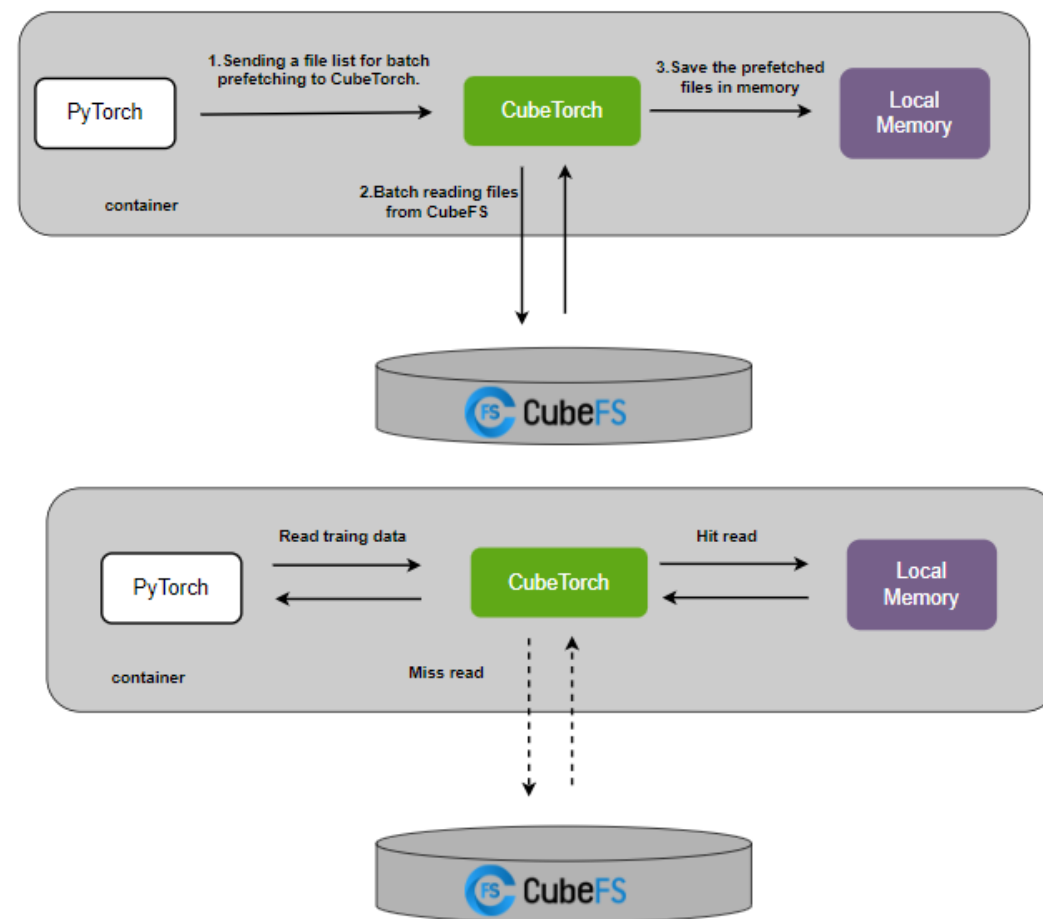 1.Sending a file list for batch
prefetching to CubeTorch.
3.Save the prefetched
files in memory
PyTorch
CubeTorch
Local
Memory
2.Batch reading files
from CubeFS
container
FS CubeFS
Read traing data
Hit read
PyTorch
CubeTorch
Local
Memory
Miss read
container
FS CubeFS